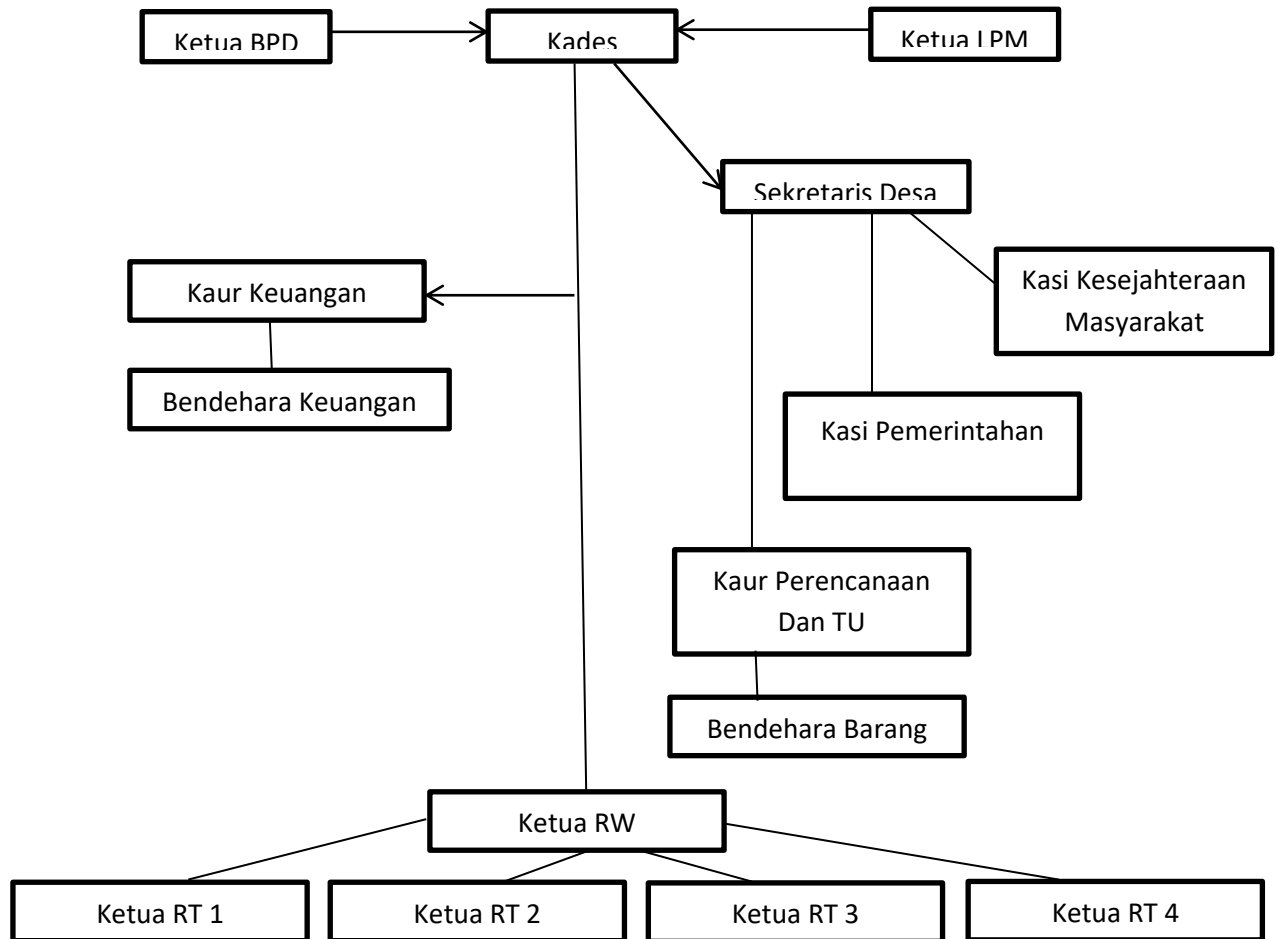 Ketua BPD
Kades
Ketua LPM
Sekretaris Desa
Kaur Keuangan
Kasi Kesejahteraan
Masyarakat
Bendehara Keuangan
Kasi Pemerintahan
Kaur Perencanaan
Dan TU
Bendehara Barang
Ketua RW
Ketua RT 1
Ketua RT 2
Ketua RT 3
Ketua RT 4